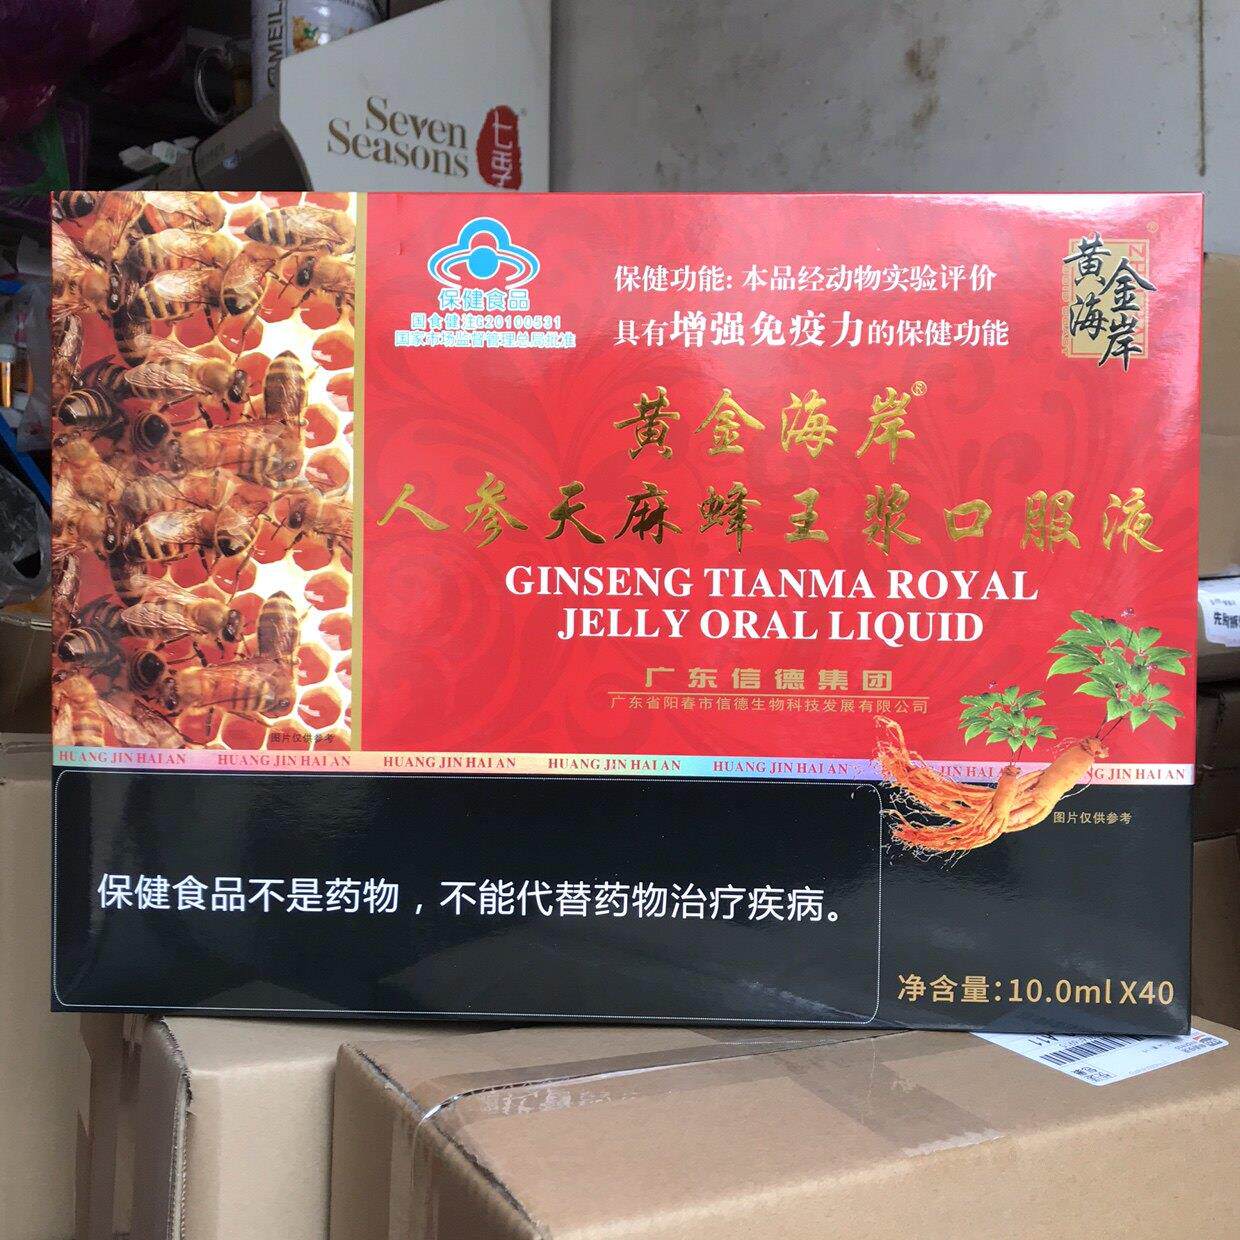 MEILA
Seven
Seasons
七季
保健食品
国食健注G20100531
国家市场监督管理总局批准
保健功能: 本品经动物实验评价
具有增强免疫力的保健功能
黄金
海岸
黄金海岸®
人参天麻蜂王浆口服液
GINSENG TIANMA ROYAL
JELLY ORAL LIQUID
广东信德集团
广东省阳春市信德生物科技发展有限公司
图片仅供参考
HUANG JIN HAI AN HUANG JIN HAI AN HUANG JIN HAI AN HUANG JIN HAI AN HUANG JIN HAI AN JIN HAI NG JIN HAI AN
图片仅供参考
保健食品不是药物，不能代替药物治疗疾病。
净含量:10.0ml X40
A11